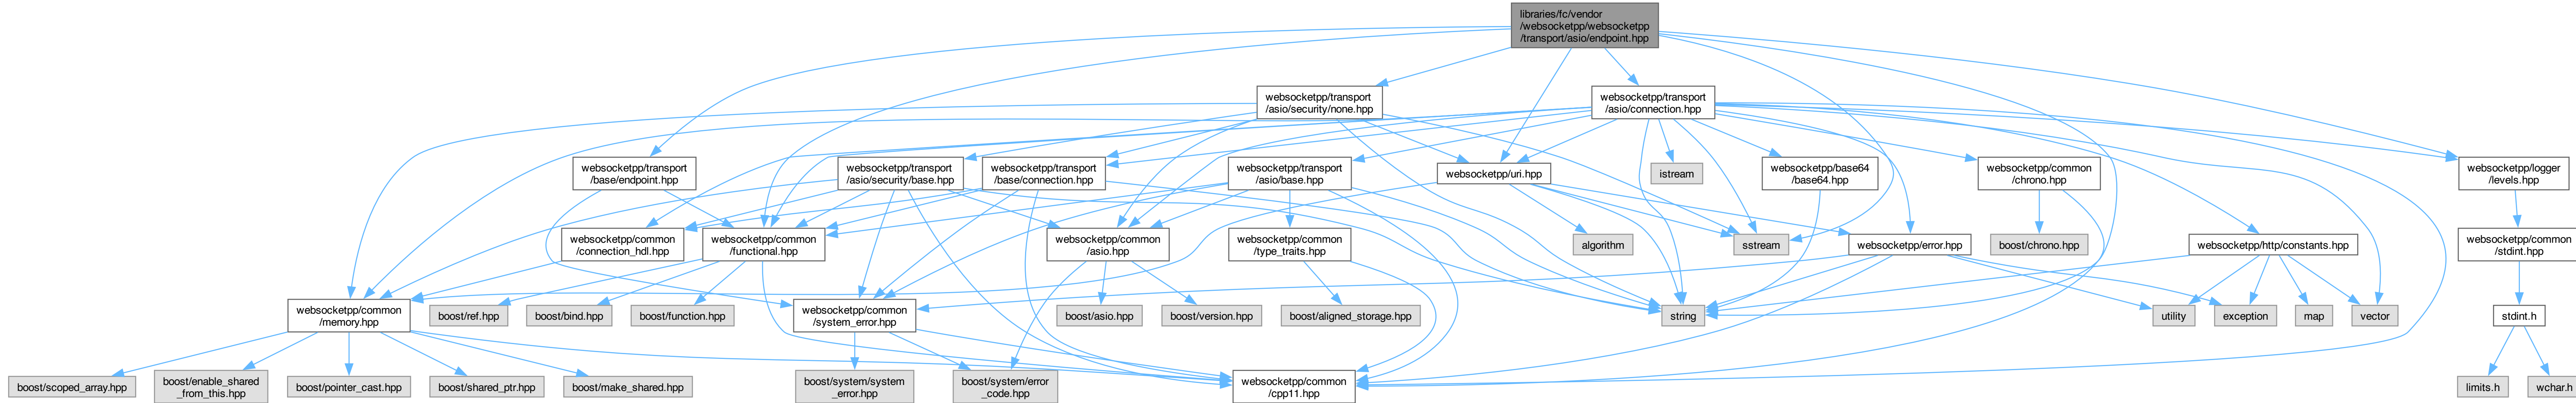 libraries/fc/vendor
/websocketpp/websocketpp
/transport/asio/endpoint.hpp
websocketpp/transport
/asio/security/none.hpp
websocketpp/transport
/asio/connection.hpp
websocketpp/transport
/base/endpoint.hpp
websocketpp/transport
/asio/security/base.hpp
websocketpp/transport
/base/connection.hpp
websocketpp/transport
/asio/base.hpp
websocketpp/uri.hpp
istream
websocketpp/base64
/base64.hpp
websocketpp/common
/chrono.hpp
websocketpp/logger
/levels.hpp
websocketpp/common
/connection_hdl.hpp
websocketpp/common
/functional.hpp
websocketpp/common
/asio.hpp
websocketpp/common
/type_traits.hpp
algorithm
sstream
websocketpp/error.hpp
boost/chrono.hpp
websocketpp/http/constants.hpp
websocketpp/common
/stdint.hpp
websocketpp/common
/memory.hpp
boost/ref.hpp
boost/bind.hpp
boost/function.hpp
websocketpp/common
/system_error.hpp
boost/asio.hpp
boost/version.hpp
boost/aligned_storage.hpp
string
utility
exception
map
vector
stdint.h
boost/scoped_array.hpp
boost/enable_shared
_from_this.hpp
boost/pointer_cast.hpp
boost/shared_ptr.hpp
boost/make_shared.hpp
boost/system/system
_error.hpp
boost/system/error
_code.hpp
websocketpp/common
/cpp11.hpp
limits.h
wchar.h